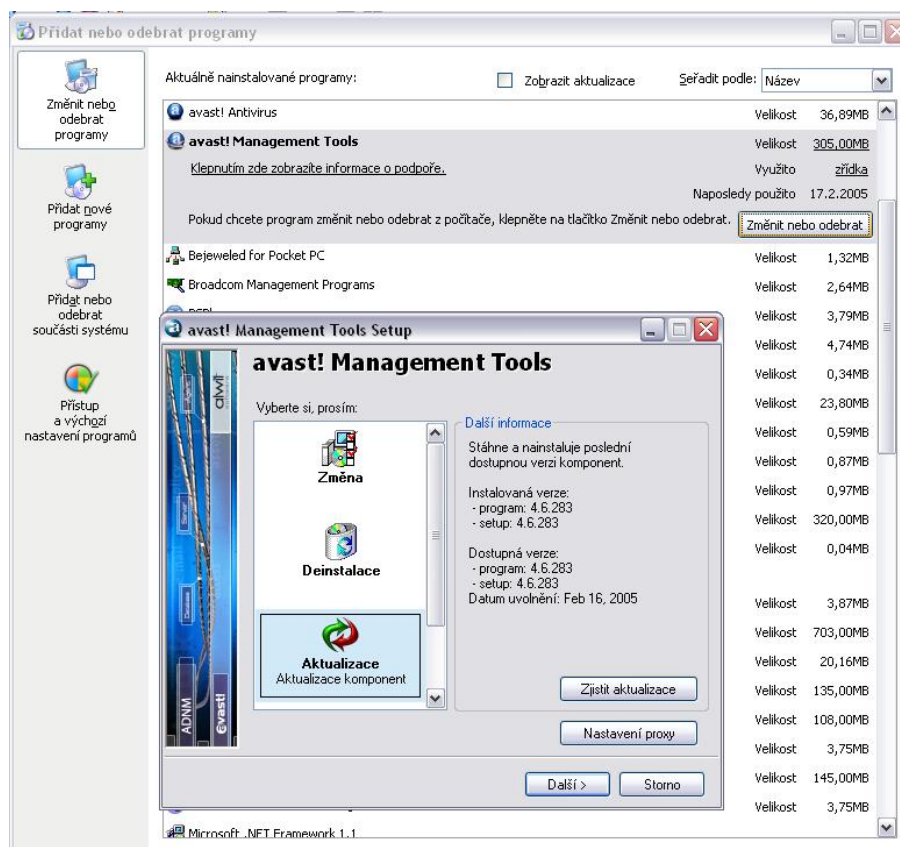 Přidat nebo odebrat programy
Změnit nebo odebrat programy
Přidat nové programy
Přidat nebo odebrat součásti systému
Přístup a výchozí nastavení programů
Aktuálně nainstalované programy:
Zobrazit aktualizace
Seřadit podle: Název
avast! Antivirus Velikost 36,89MB
avast! Management Tools Velikost 305,00MB
Klepnutím zde zobrazíte informace o podpoře. Využito zřídka
Naposledy použito 17.2.2005
Pokud chcete program změnit nebo odebrat z počítače, klepněte na tlačítko Změnit nebo odebrat. Změnit nebo odebrat
Bejeweled for Pocket PC Velikost 1,32MB
Broadcom Management Programs Velikost 2,64MB
Velikost 3,79MB
Velikost 4,74MB
Velikost 0,34MB
Velikost 23,80MB
Velikost 0,59MB
Velikost 0,87MB
Velikost 0,97MB
Velikost 320,00MB
Velikost 0,04MB
Velikost 3,87MB
Velikost 703,00MB
Velikost 20,16MB
Velikost 135,00MB
Velikost 108,00MB
Velikost 3,75MB
Velikost 145,00MB
Velikost 3,75MB
Microsoft .NET Framework 1.1
avast! Management Tools Setup
avast! Management Tools
alwil
Server
ADNM
avast!
Vyberte si, prosím:
Změna
Deinstalace
Aktualizace
Aktualizace komponent
Další informace
Stáhne a nainstaluje poslední
dostupnou verzi komponent.
Instalovaná verze:
- program: 4.6.283
- setup: 4.6.283
Dostupná verze:
- program: 4.6.283
- setup: 4.6.283
Datum uvolnění: Feb 16, 2005
Zjistit aktualizace
Nastavení proxy
Další >
Storno